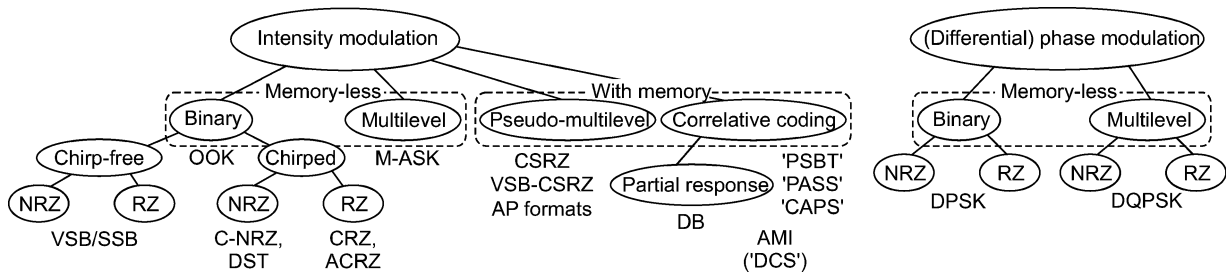 Intensity modulation
(Differential) phase modulation
Memory-less
With memory
Memory-less
Binary
Multilevel
Pseudo-multilevel
Correlative coding
Binary
Multilevel
Chirp-free
OOK
Chirped
M-ASK
CSRZ
VSB-CSRZ
AP formats
Partial response
DB
'PSBT'
'PASS'
'CAPS'
AMI
('DCS')
NRZ
RZ
NRZ
RZ
NRZ
RZ
NRZ
RZ
VSB/SSB
C-NRZ,
DST
CRZ,
ACRZ
DPSK
DQPSK